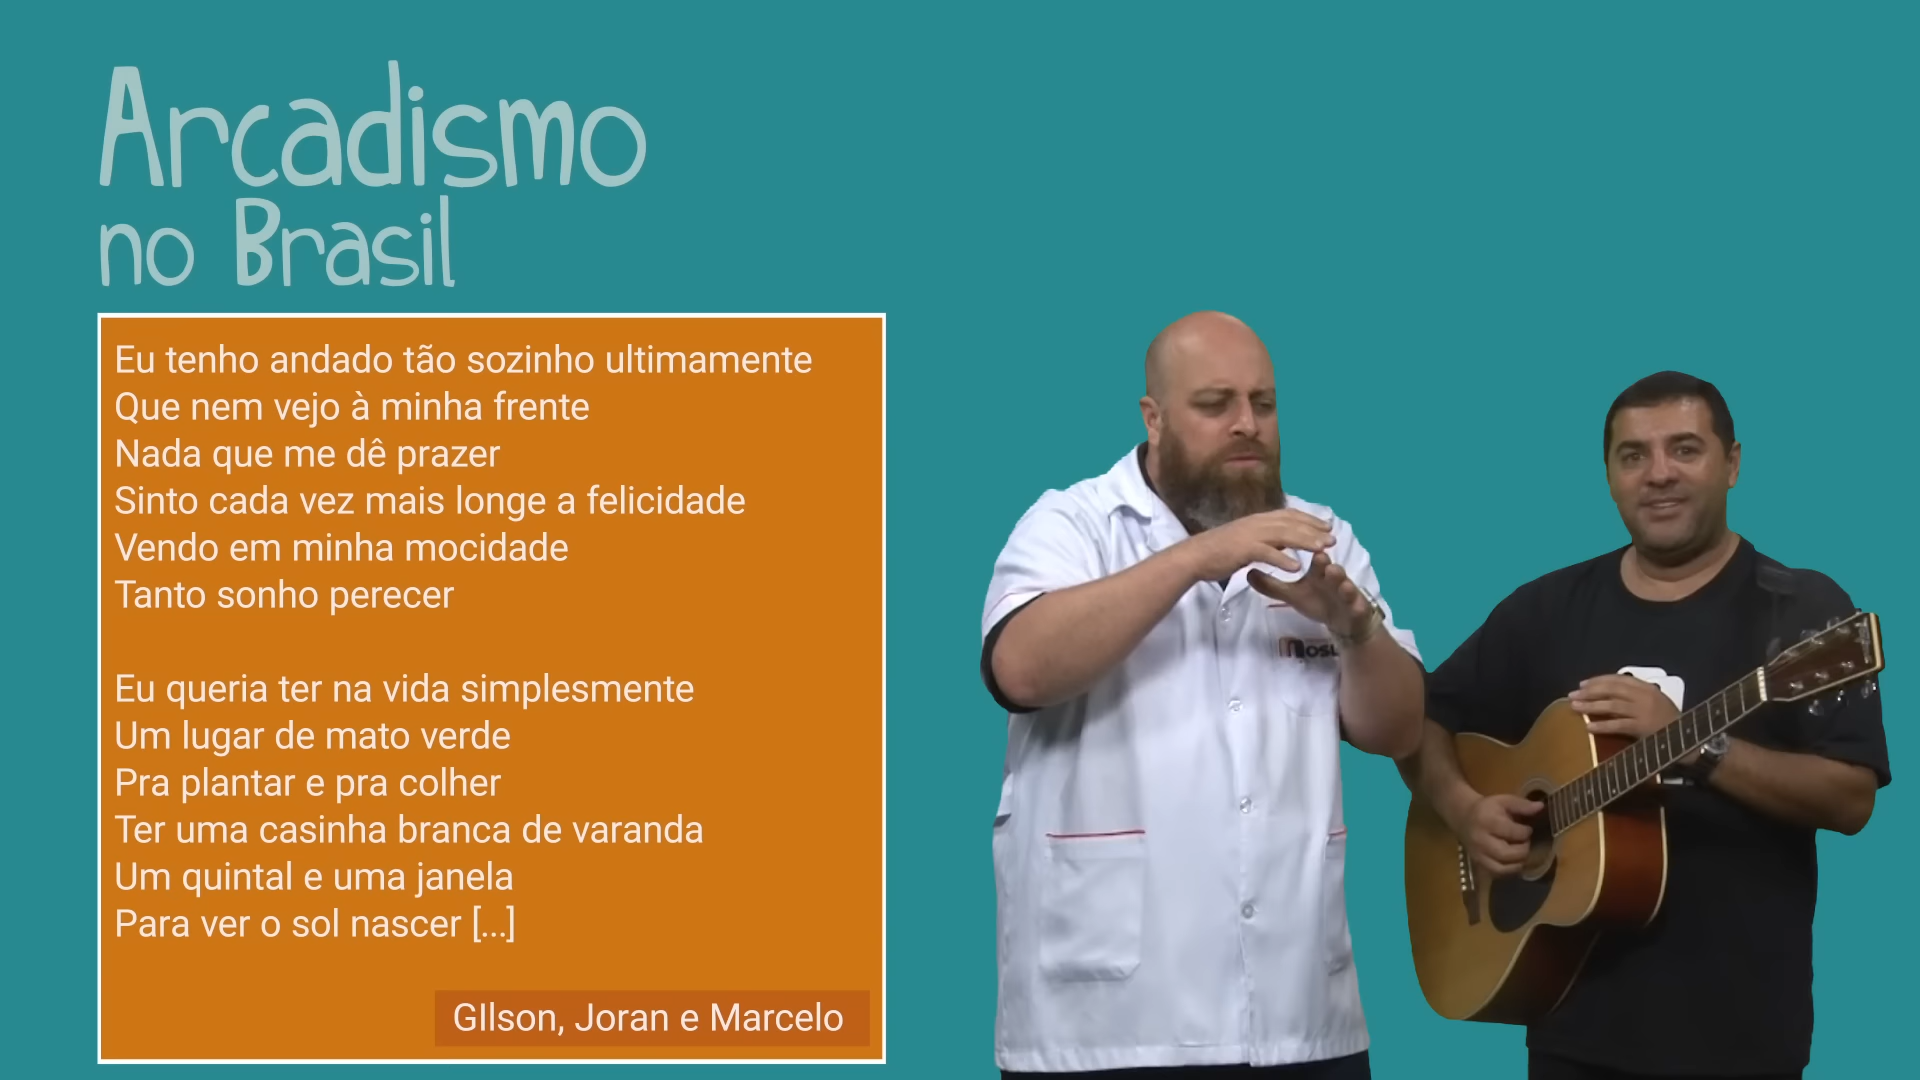 Arcadismo
no Brasil
Eu tenho andado tão sozinho ultimamente
Que nem vejo à minha frente
Nada que me dê prazer
Sinto cada vez mais longe a felicidade
Vendo em minha mocidade
Tanto sonho perecer
Eu queria ter na vida simplesmente
Um lugar de mato verde
Pra plantar e pra colher
Ter uma casinha branca de varanda
Um quintal e uma janela
Para ver o sol nascer [...]
GIlson, Joran e Marcelo